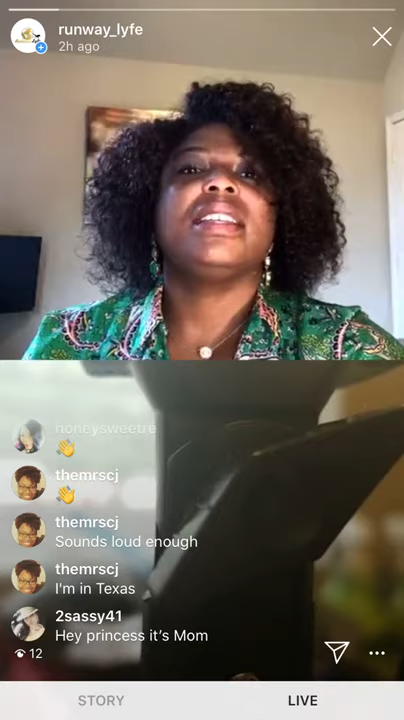 runway_lyfe
2h ago
honeysweetre
👋
themrscj
👋
themrscj
Sounds loud enough
themrscj
I'm in Texas
2sassy41
Hey princess it's Mom
12
STORY
LIVE